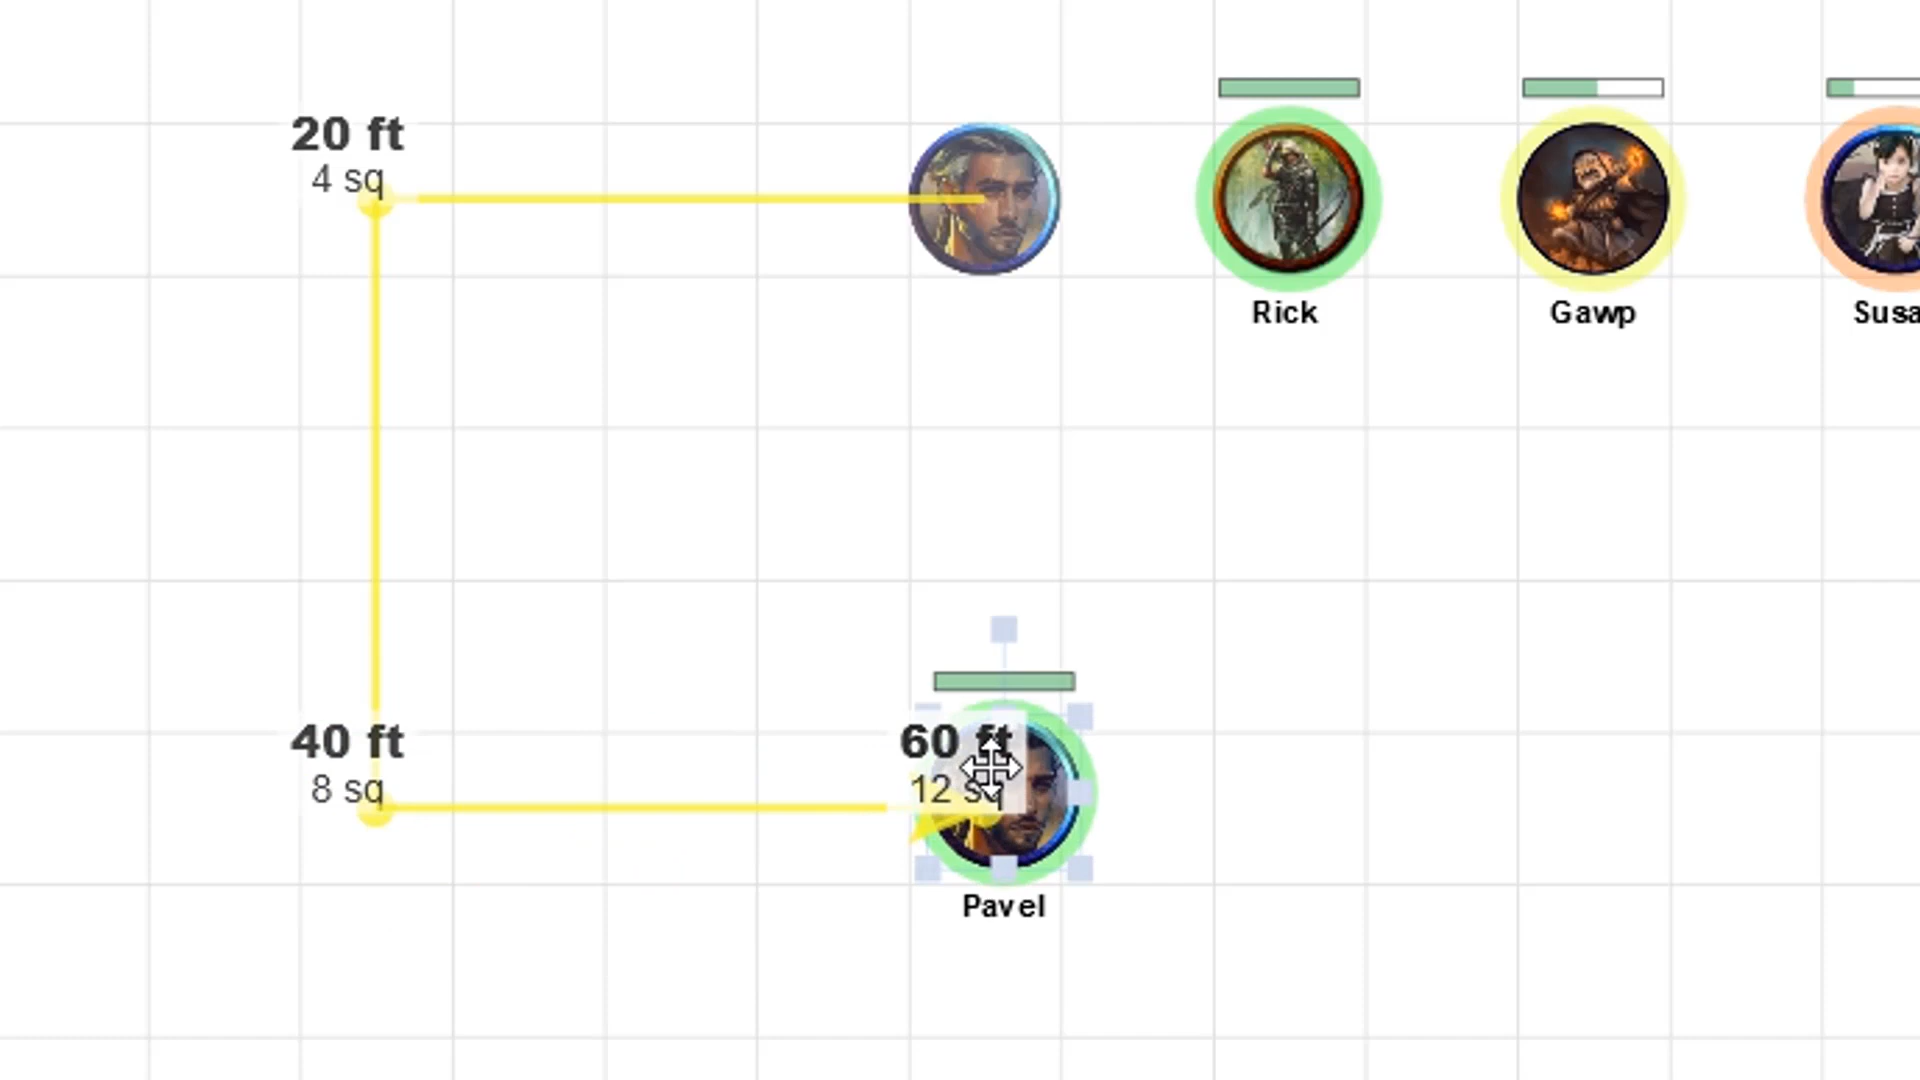 20 ft
4 sq
Rick
Gawp
Susa
40 ft
8 sq
60 ft
12 sq
Pavel